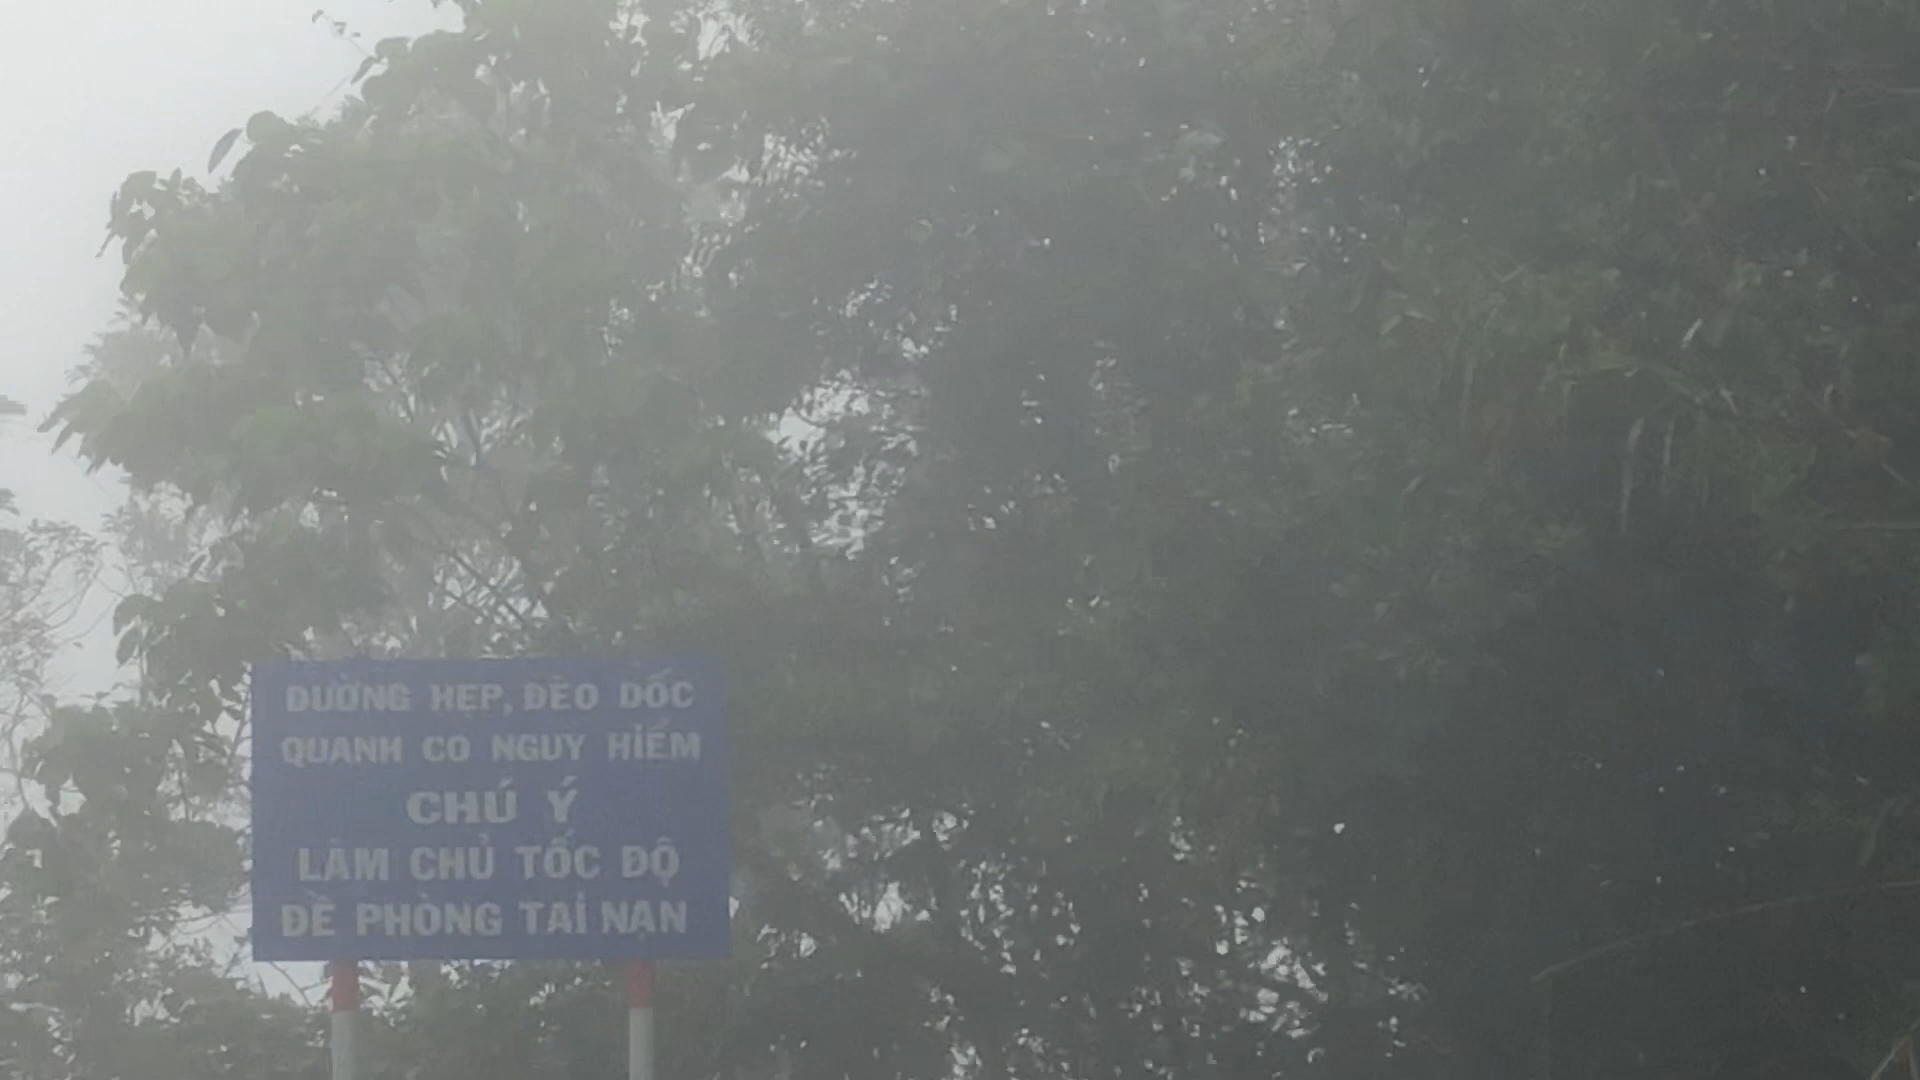 ĐƯỜNG HẸP, ĐÈO DỐC
QUANH CO NGUY HIỂM
CHÚ Ý
LÀM CHỦ TỐC ĐỘ
ĐỀ PHÒNG TAI NẠN